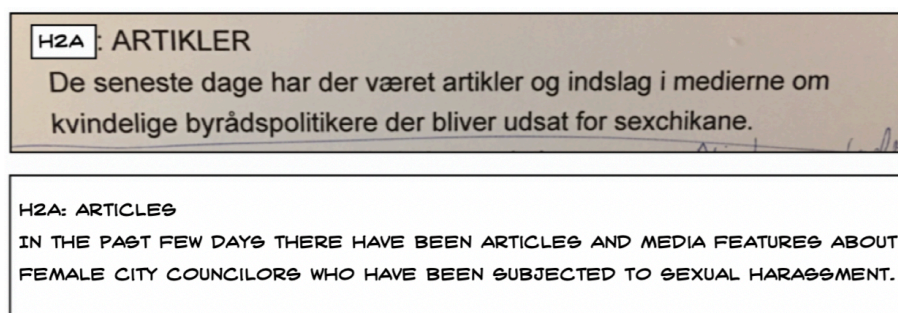 H2A : ARTIKLER
De seneste dage har der været artikler og indslag i medierne om
kvindelige byrådspolitikere der bliver udsat for sexchikane.
H2A: ARTICLES
IN THE PAST FEW DAYS THERE HAVE BEEN ARTICLES AND MEDIA FEATURES ABOUT
FEMALE CITY COUNCILORS WHO HAVE BEEN SUBJECTED TO SEXUAL HARASSMENT.